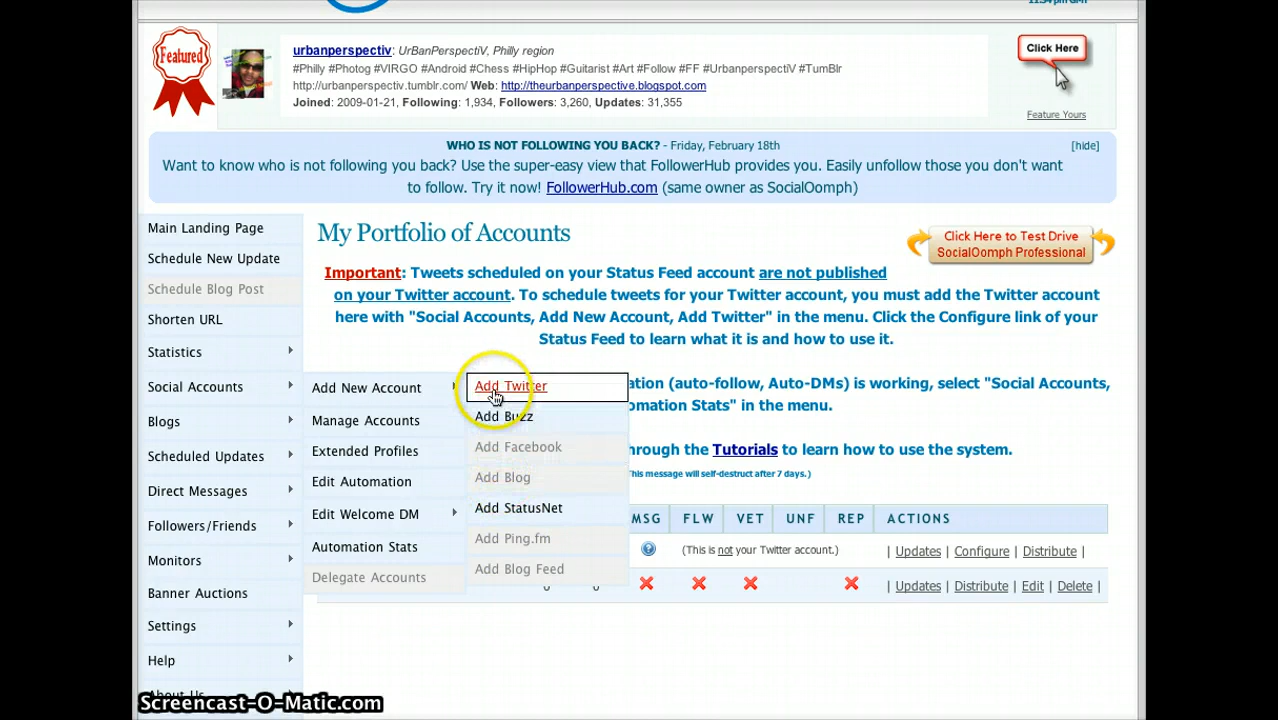 Featured
urbanperspectiv: UrBanPerspectiV, Philly region
#Philly #Photog #VIRGO #Android #Chess #HipHop #Guitarist #Art #Follow #FF #UrbanperspectiV #TumBlr
http://urbanperspectiv.tumblr.com/ Web: http://theurbanperspective.blogspot.com
Joined: 2009-01-21, Following: 1,934, Followers: 3,260, Updates: 31,355
Click Here
Feature Yours
WHO IS NOT FOLLOWING YOU BACK? - Friday, February 18th
[hide]
Want to know who is not following you back? Use the super-easy view that FollowerHub provides you. Easily unfollow those you don't want
to follow. Try it now! FollowerHub.com (same owner as SocialOomph)
Main Landing Page
Schedule New Update
Schedule Blog Post
Shorten URL
Statistics
Social Accounts
Blogs
Scheduled Updates
Direct Messages
Followers/Friends
Monitors
Banner Auctions
Settings
Help
About Us
My Portfolio of Accounts
Click Here to Test Drive
SocialOomph Professional
Important: Tweets scheduled on your Status Feed account are not published
on your Twitter account. To schedule tweets for your Twitter account, you must add the Twitter account
here with "Social Accounts, Add New Account, Add Twitter" in the menu. Click the Configure link of your
Status Feed to learn what it is and how to use it.
Add New Account
Manage Accounts
Extended Profiles
Edit Automation
Edit Welcome DM
Automation Stats
Delegate Accounts
Add Twitter
Add Buzz
Add Facebook
Add Blog
Add StatusNet
Add Ping.fm
Add Blog Feed
ation (auto-follow, Auto-DMs) is working, select "Social Accounts,
omation Stats" in the menu.
hrough the Tutorials to learn how to use the system.
his message will self-destruct after 7 days.)
MSG FLW VET UNF REP ACTIONS
(This is not your Twitter account.) | Updates | Configure | Distribute |
| Updates | Distribute | Edit | Delete |
Screencast-O-Matic.com